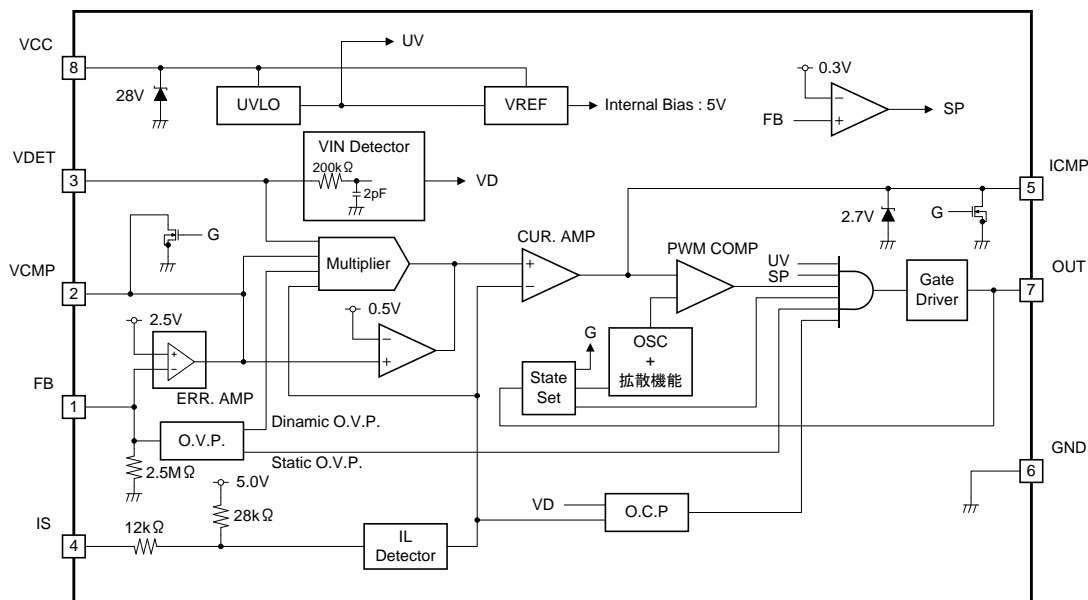 VCC
8
28V
UVLO
UV
VREF
Internal Bias : 5V
0.3V
FB
SP
VDET
3
VIN Detector
200kΩ
2pF
VD
ICMP
5
2.7V
G
G
VCMP
2
Multiplier
CUR. AMP
PWM COMP
UV
SP
Gate
Driver
OUT
7
2.5V
0.5V
ERR. AMP
G
OSC
+
拡散機能
State
Set
FB
1
O.V.P.
Dinamic O.V.P.
Static O.V.P.
2.5MΩ
GND
6
5.0V
28kΩ
VD
O.C.P
IS
4
12kΩ
IL
Detector